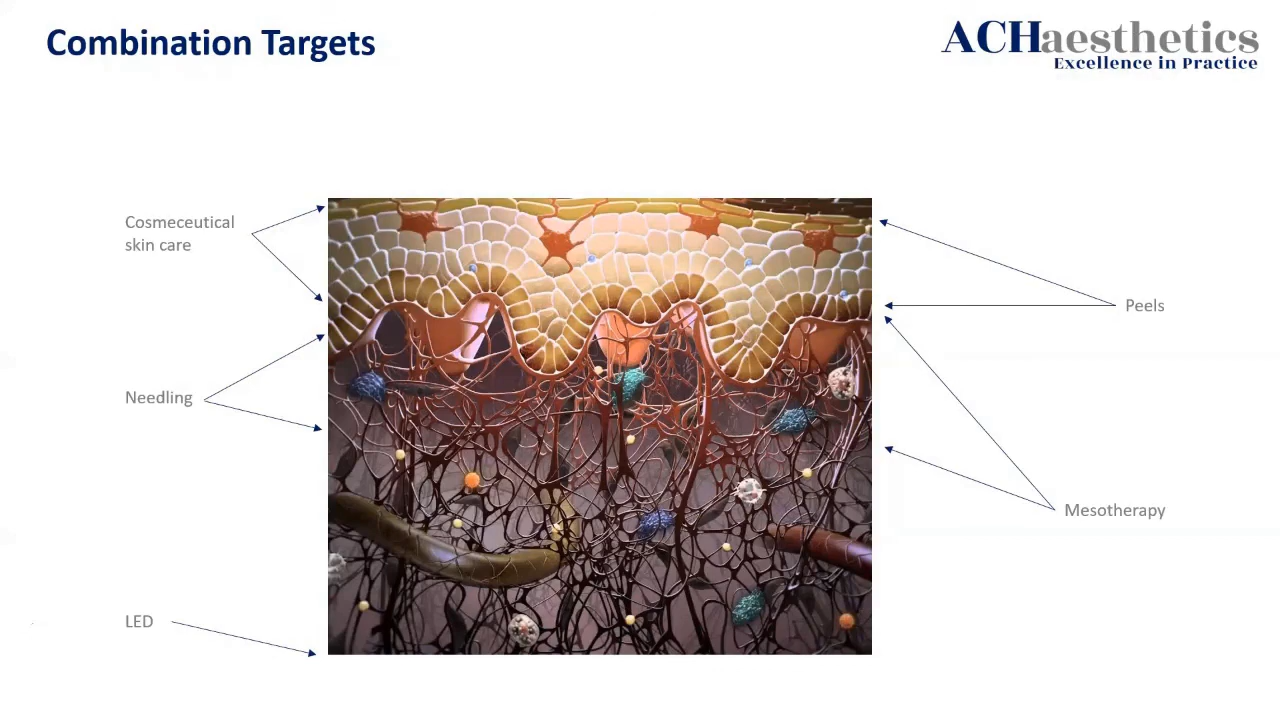 Combination Targets
ACHaesthetics
Excellence in Practice
Cosmeceutical
skin care
Peels
Needling
Mesotherapy
LED